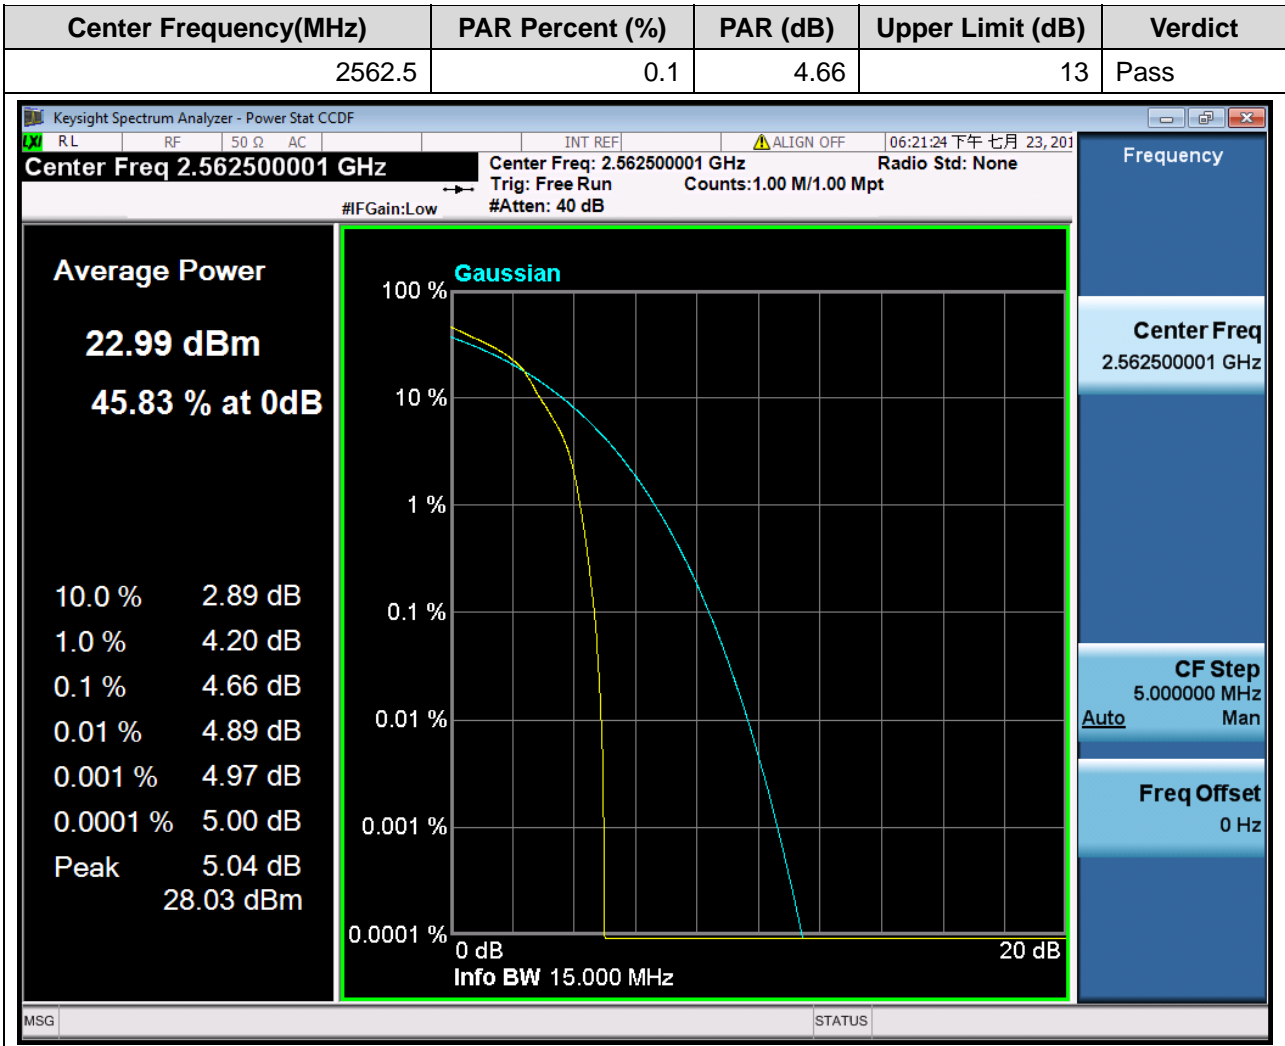 Center Frequency(MHz) PAR Percent (%) PAR (dB) Upper Limit (dB) Verdict
2562.5 0.1 4.66 13 Pass
Keysight Spectrum Analyzer - Power Stat CCDF
LXI RL RF 50 Ω AC INT REF ALIGN OFF 06:21:24 下午 七月 23, 201
Center Freq 2.562500001 GHz
#IFGain:Low
Center Freq: 2.562500001 GHz Radio Std: None
Trig: Free Run Counts:1.00 M/1.00 Mpt
#Atten: 40 dB
Average Power
22.99 dBm
45.83 % at 0dB
10.0 % 2.89 dB
1.0 % 4.20 dB
0.1 % 4.66 dB
0.01 % 4.89 dB
0.001 % 4.97 dB
0.0001 % 5.00 dB
Peak 5.04 dB
28.03 dBm
Gaussian
100 %
10 %
1 %
0.1 %
0.01 %
0.001 %
0.0001 %
0 dB 20 dB
Info BW 15.000 MHz
Frequency
Center Freq
2.562500001 GHz
CF Step
5.000000 MHz
Auto Man
Freq Offset
0 Hz
MSG STATUS